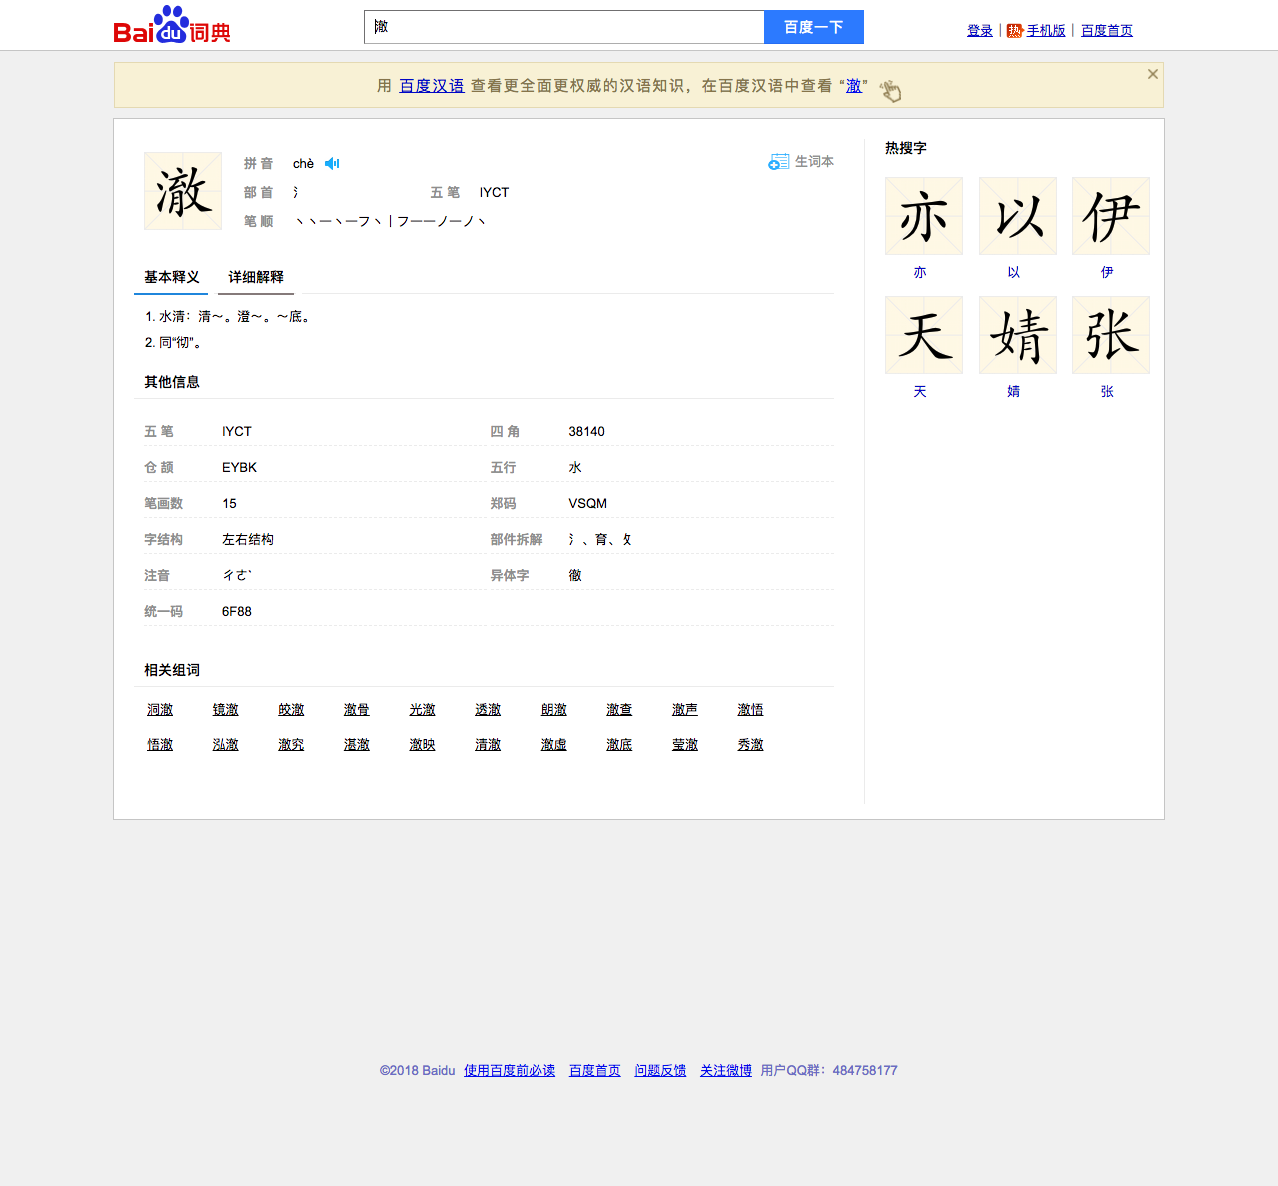 Baidu词典
澈
百度一下
登录 | 热 手机版 | 百度首页
用 百度汉语 查看更全面更权威的汉语知识，在百度汉语中查看 “澈”
澈
拼 音 chè
生词本
部 首 氵 五 笔 IYCT
笔 顺 丶丶一丶一フ丶丨フ一一ノ一ノ丶
基本释义 详细解释
1. 水清：清～。澄～。～底。
2. 同“彻”。
其他信息
五 笔 IYCT 四 角 38140
仓 颉 EYBK 五行 水
笔画数 15 郑码 VSQM
字结构 左右结构 部件拆解 氵、育、攵
注音 ㄔㄜˋ 异体字 徹
统一码 6F88
相关组词
洞澈 镜澈 皎澈 澈骨 光澈 透澈 朗澈 澈查 澈声 澈悟
悟澈 泓澈 澈究 湛澈 澈映 清澈 澈虚 澈底 莹澈 秀澈
热搜字
亦 以 伊
亦 以 伊
天 婧 张
天 婧 张
©2018 Baidu 使用百度前必读 百度首页 问题反馈 关注微博 用户QQ群：484758177